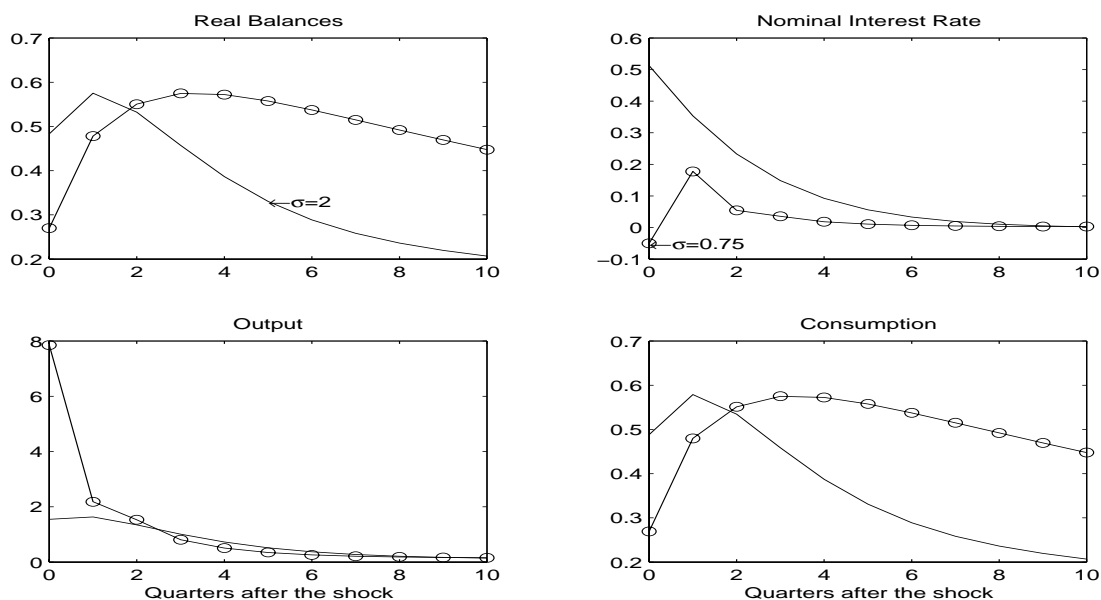 Real Balances
0.7
0.6
0.5
0.4
0.3
0.2
0 2 4 6 8 10
σ=2
Nominal Interest Rate
0.6
0.5
0.4
0.3
0.2
0.1
0
−0.1
0 2 4 6 8 10
σ=0.75
Output
8
6
4
2
0
0 2 4 6 8 10
Quarters after the shock
Consumption
0.7
0.6
0.5
0.4
0.3
0.2
0 2 4 6 8 10
Quarters after the shock